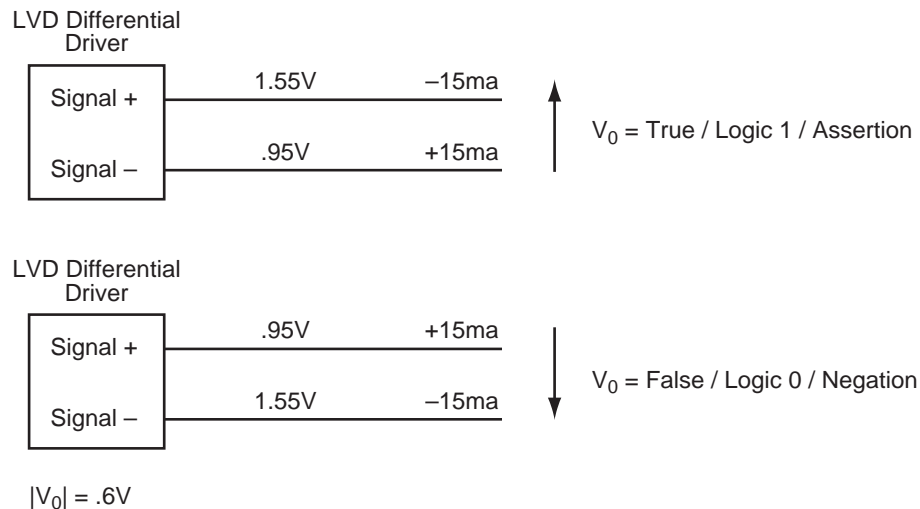 LVD Differential
Driver
Signal +
1.55V
–15ma
Signal –
.95V
+15ma
V0 = True / Logic 1 / Assertion
LVD Differential
Driver
Signal +
.95V
+15ma
Signal –
1.55V
–15ma
V0 = False / Logic 0 / Negation
|V0| = .6V